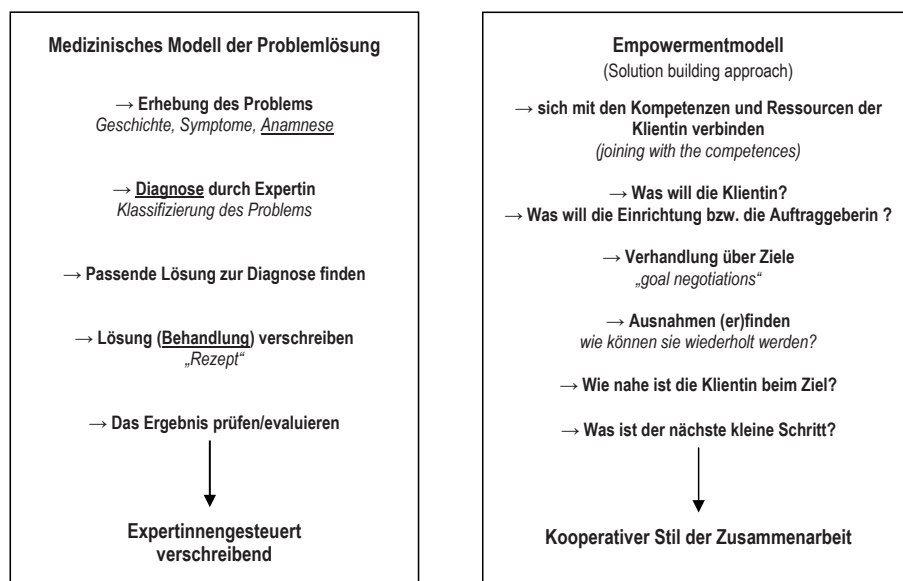 Medizinisches Modell der Problemlösung
→ Erhebung des Problems
Geschichte, Symptome, Anamnese
→ Diagnose durch Expertin
Klassifizierung des Problems
→ Passende Lösung zur Diagnose finden
→ Lösung (Behandlung) verschreiben
„Rezept“
→ Das Ergebnis prüfen/evaluieren
Expertinnengesteuert
verschreibend
Empowermentmodell
(Solution building approach)
→ sich mit den Kompetenzen und Ressourcen der
Klientin verbinden
(joining with the competences)
→ Was will die Klientin?
→ Was will die Einrichtung bzw. die Auftraggeberin ?
→ Verhandlung über Ziele
„goal negotiations“
→ Ausnahmen (er)finden
wie können sie wiederholt werden?
→ Wie nahe ist die Klientin beim Ziel?
→ Was ist der nächste kleine Schritt?
Kooperativer Stil der Zusammenarbeit